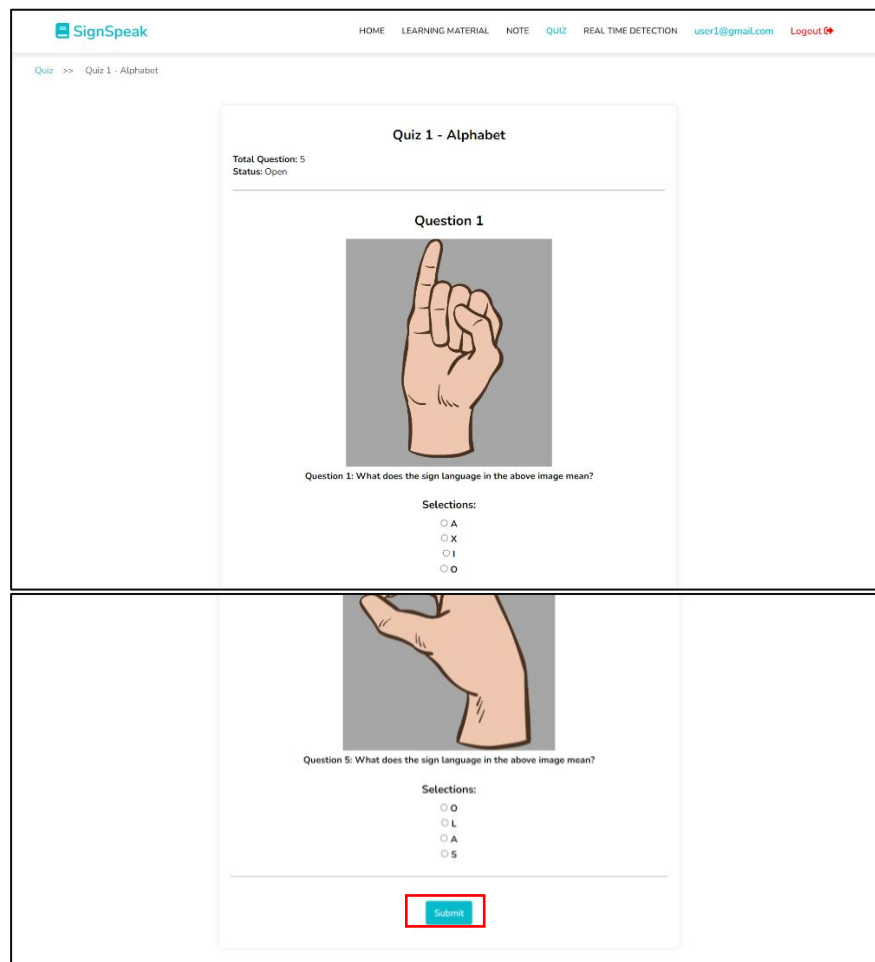 SignSpeak
HOME LEARNING MATERIAL NOTE QUIZ REAL TIME DETECTION user1@gmail.com Logout
Quiz >> Quiz 1 - Alphabet
Quiz 1 - Alphabet
Total Question: 5
Status: Open
Question 1
Question 1: What does the sign language in the above image mean?
Selections:
A
X
I
O
Question 5: What does the sign language in the above image mean?
Selections:
O
L
A
S
Submit